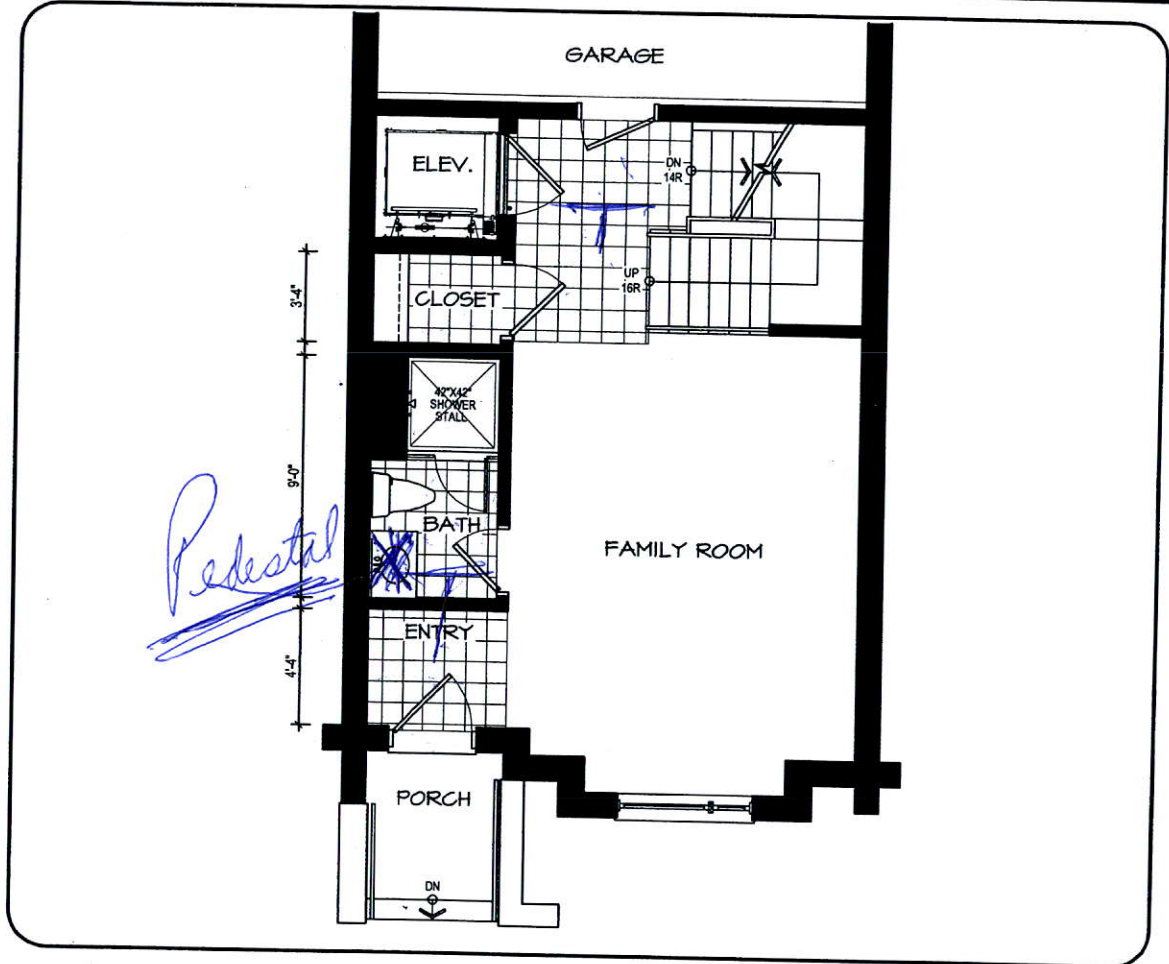 GARAGE
ELEV.
DN
14R
UP
16R
3'-4"
CLOSET
42"X42"
SHOWER
STALL
9'-0"
BATH
Pedestal
FAMILY ROOM
ENTRY
4'-4"
PORCH
DN